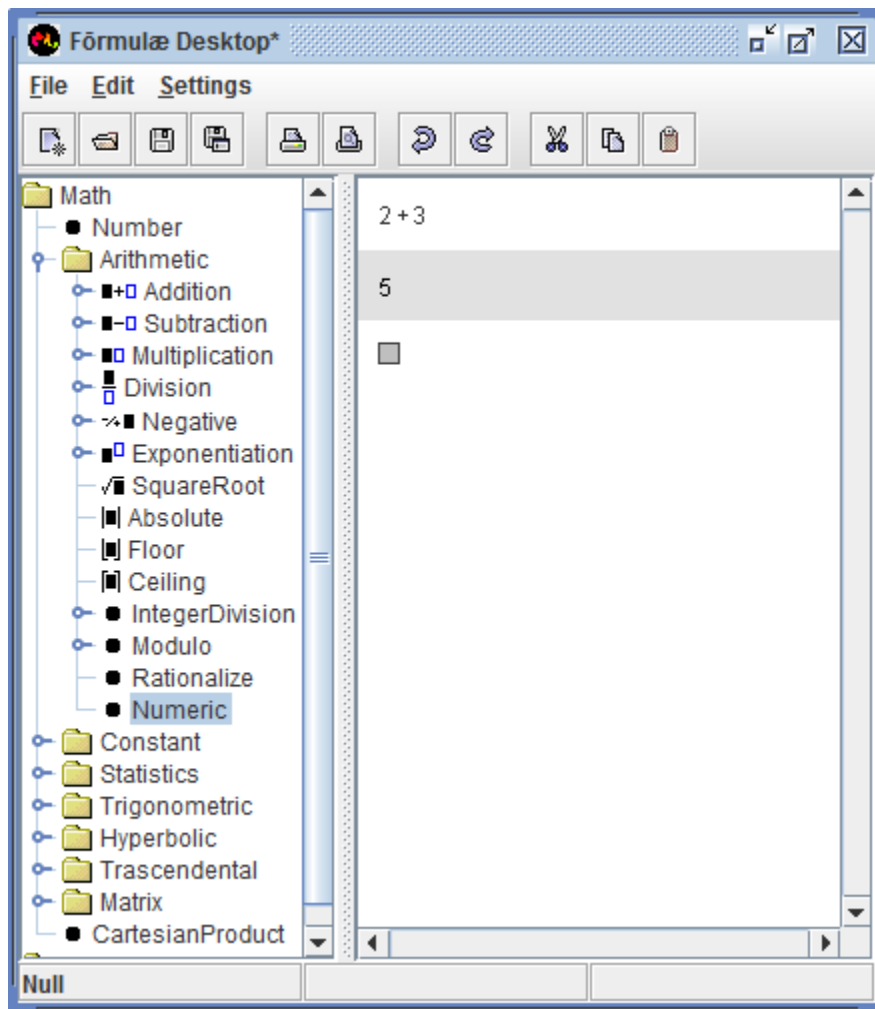 Fōrmulæ Desktop*
File Edit Settings
Math
Number
Arithmetic
Addition
Subtraction
Multiplication
Division
Negative
Exponentiation
SquareRoot
Absolute
Floor
Ceiling
IntegerDivision
Modulo
Rationalize
Numeric
Constant
Statistics
Trigonometric
Hyperbolic
Trascendental
Matrix
CartesianProduct
2 + 3
5
Null